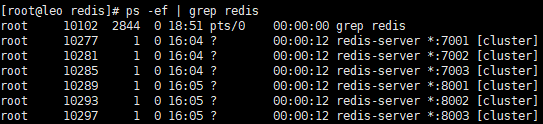 [root@leo redis]# ps -ef | grep redis
root     10102  2844  0 18:51 pts/0    00:00:00 grep redis
root     10277     1  0 16:04 ?        00:00:12 redis-server *:7001 [cluster]
root     10281     1  0 16:04 ?        00:00:12 redis-server *:7002 [cluster]
root     10285     1  0 16:04 ?        00:00:12 redis-server *:7003 [cluster]
root     10289     1  0 16:05 ?        00:00:12 redis-server *:8001 [cluster]
root     10293     1  0 16:05 ?        00:00:12 redis-server *:8002 [cluster]
root     10297     1  0 16:05 ?        00:00:12 redis-server *:8003 [cluster]